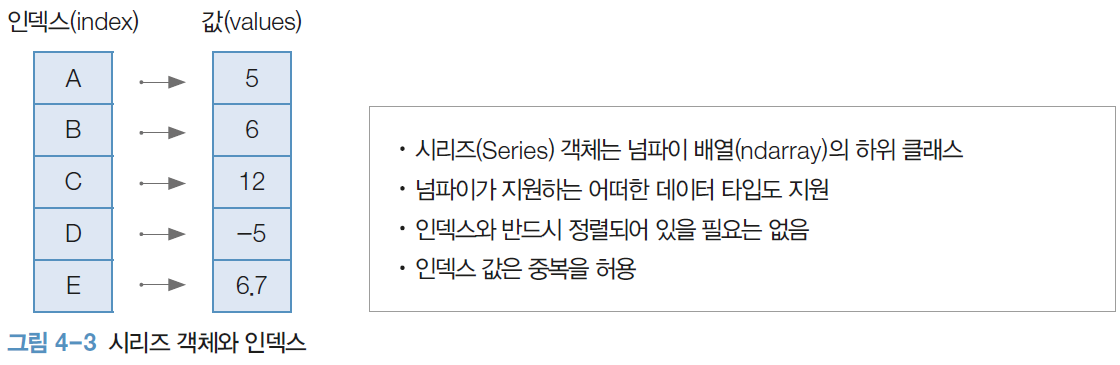 인덱스(index) 값(values)
A 5
B 6
C 12
D −5
E 6.7
그림 4-3 시리즈 객체와 인덱스
• 시리즈(Series) 객체는 넘파이 배열(ndarray)의 하위 클래스
• 넘파이가 지원하는 어떠한 데이터 타입도 지원
• 인덱스와 반드시 정렬되어 있을 필요는 없음
• 인덱스 값은 중복을 허용